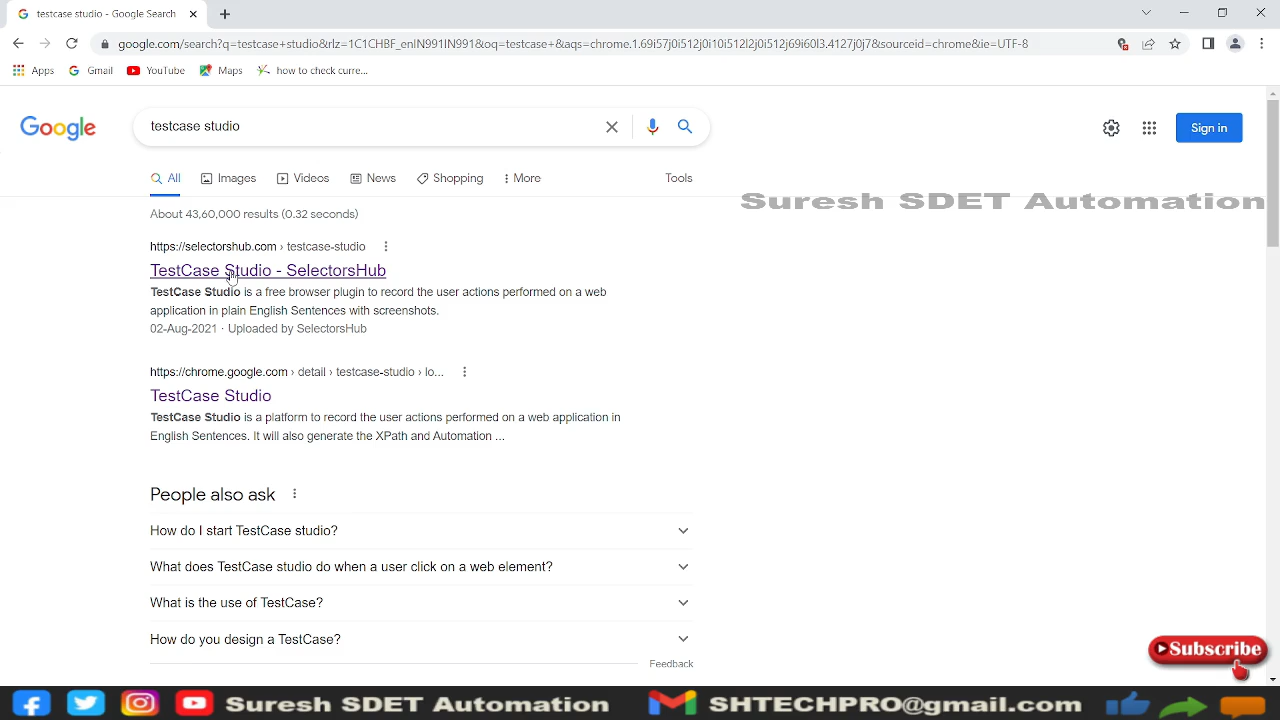 testcase studio - Google Search
google.com/search?q=testcase+studio&rlz=1C1CHBF_enIN991IN991&oq=testcase+&aqs=chrome.1.69i57j0i512j0i10i512l2j0i512j69i60l3.4127j0j7&sourceid=chrome&ie=UTF-8
Apps Gmail YouTube Maps how to check curre...
Google testcase studio Sign in
All Images Videos News Shopping More Tools
Suresh SDET Automation
About 43,60,000 results (0.32 seconds)
https://selectorshub.com › testcase-studio
TestCase Studio - SelectorsHub
TestCase Studio is a free browser plugin to record the user actions performed on a web
application in plain English Sentences with screenshots.
02-Aug-2021 · Uploaded by SelectorsHub
https://chrome.google.com › detail › testcase-studio › lo...
TestCase Studio
TestCase Studio is a platform to record the user actions performed on a web application in
English Sentences. It will also generate the XPath and Automation ...
People also ask
How do I start TestCase studio?
What does TestCase studio do when a user click on a web element?
What is the use of TestCase?
How do you design a TestCase?
Feedback
Subscribe
Suresh SDET Automation SHTECHPRO@gmail.com